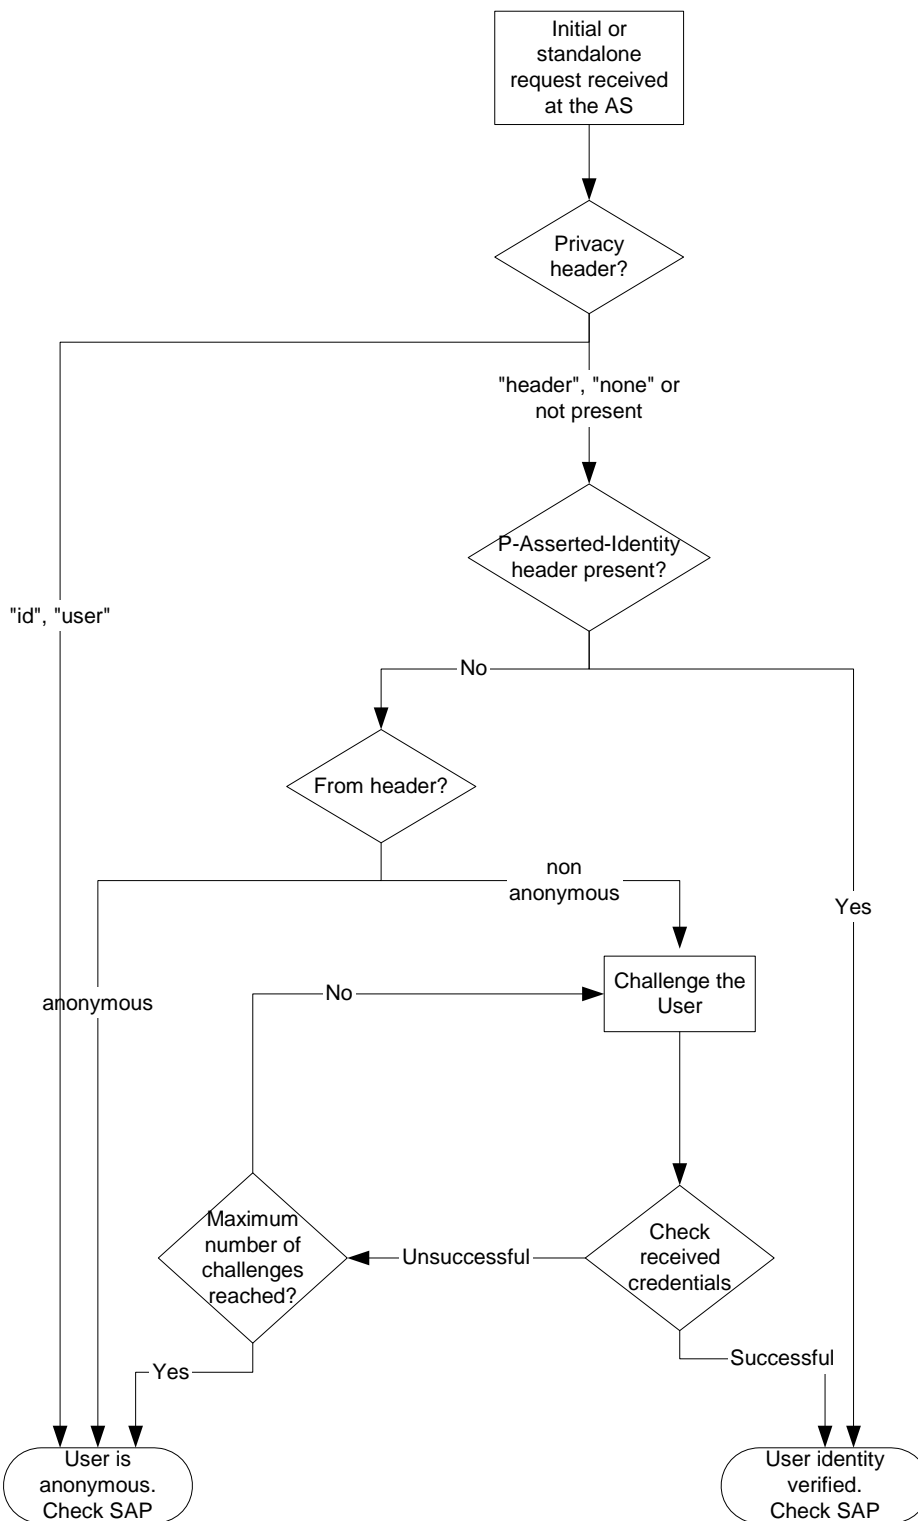 Initial or
standalone
request received
at the AS
Privacy
header?
"header", "none" or
not present
P-Asserted-Identity
header present?
"id", "user"
No
From header?
non
anonymous
Yes
anonymous
No
Challenge the
User
Maximum
number of
challenges
reached?
Unsuccessful
Check
received
credentials
Yes
Successful
User is
anonymous.
Check SAP
User identity
verified.
Check SAP